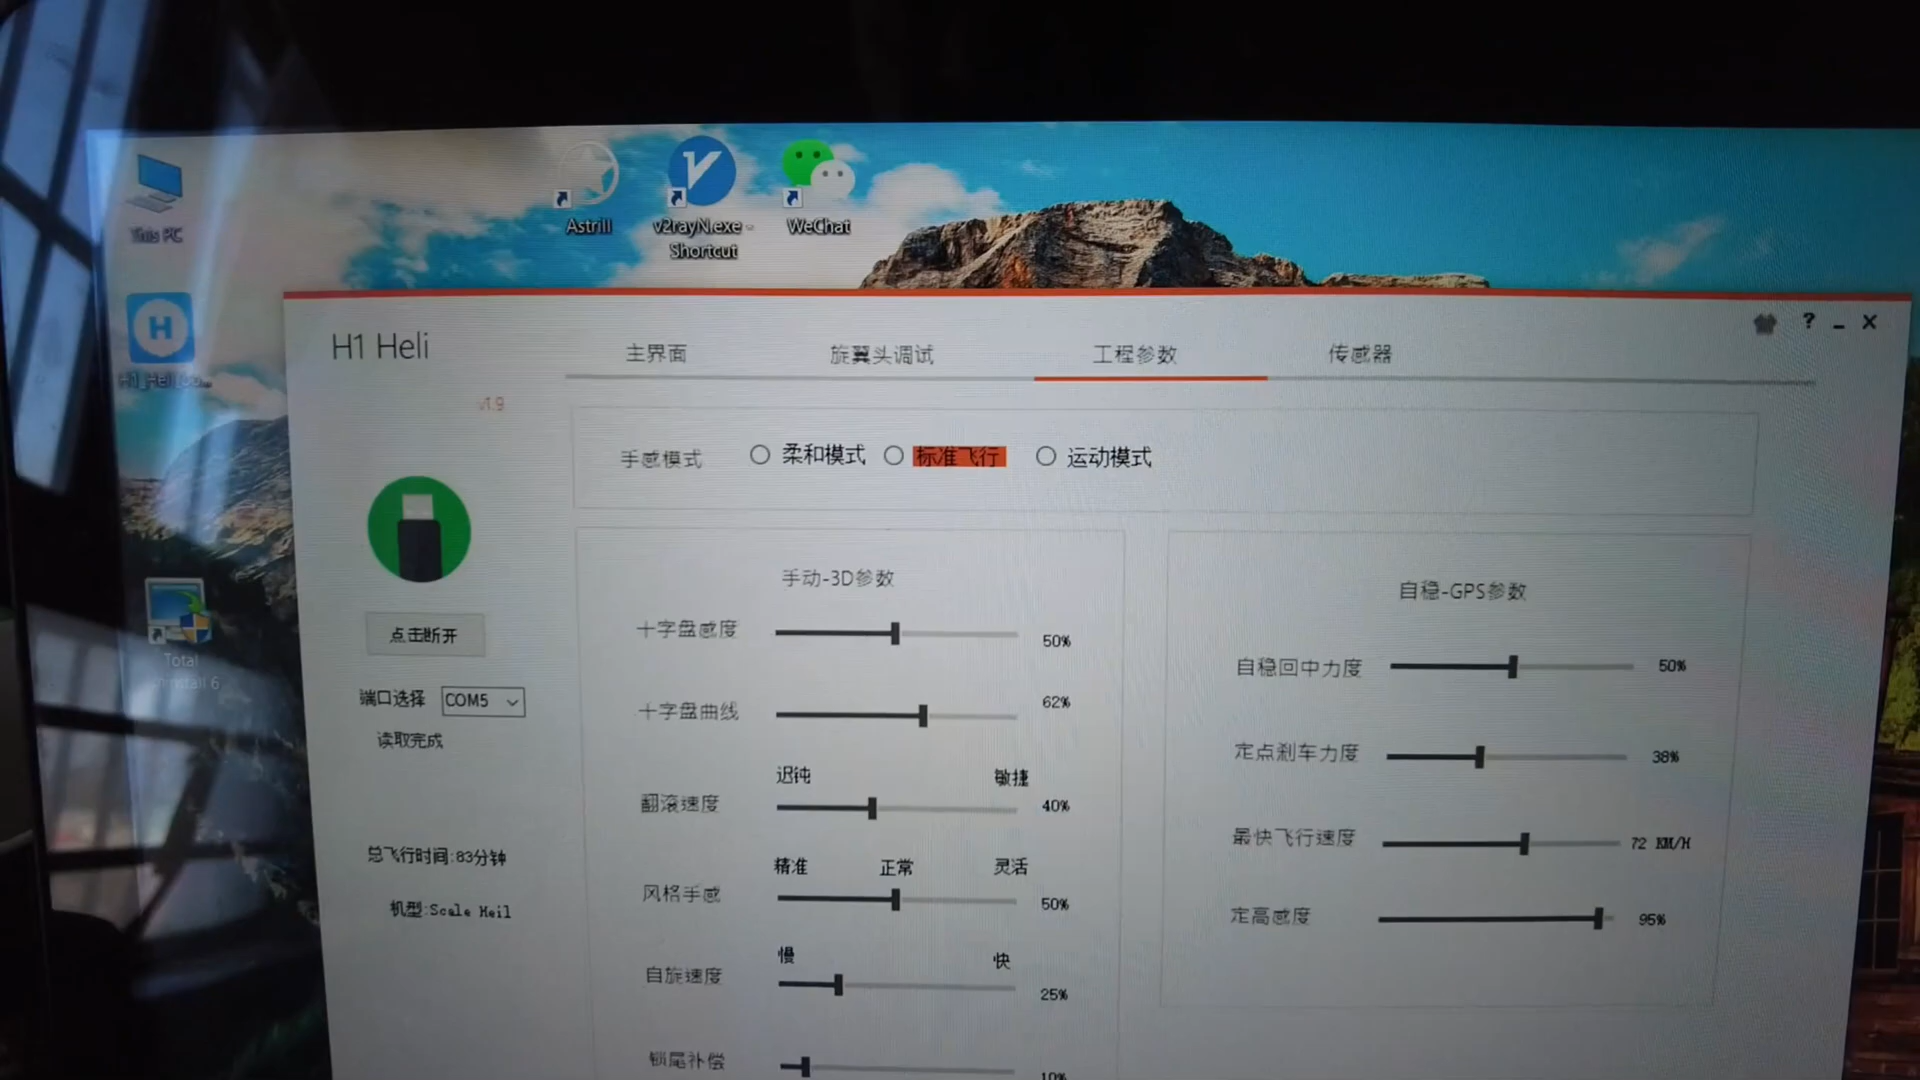 This PC
Astrill
v2rayN.exe -
Shortcut
WeChat
H1 Heli
v1.9
主界面
旋翼头调试
工程参数
传感器
?
手感模式
柔和模式
标准飞行
运动模式
点击断开
端口选择
COM5
读取完成
总飞行时间:83分钟
机型:Scale Heil
Total
手动-3D参数
十字盘感度
50%
十字盘曲线
62%
迟钝
敏捷
翻滚速度
40%
精准
正常
灵活
风格手感
50%
慢
快
自旋速度
25%
锁尾补偿
10%
自稳-GPS参数
自稳回中力度
50%
定点刹车力度
38%
最快飞行速度
72 KM/H
定高感度
95%